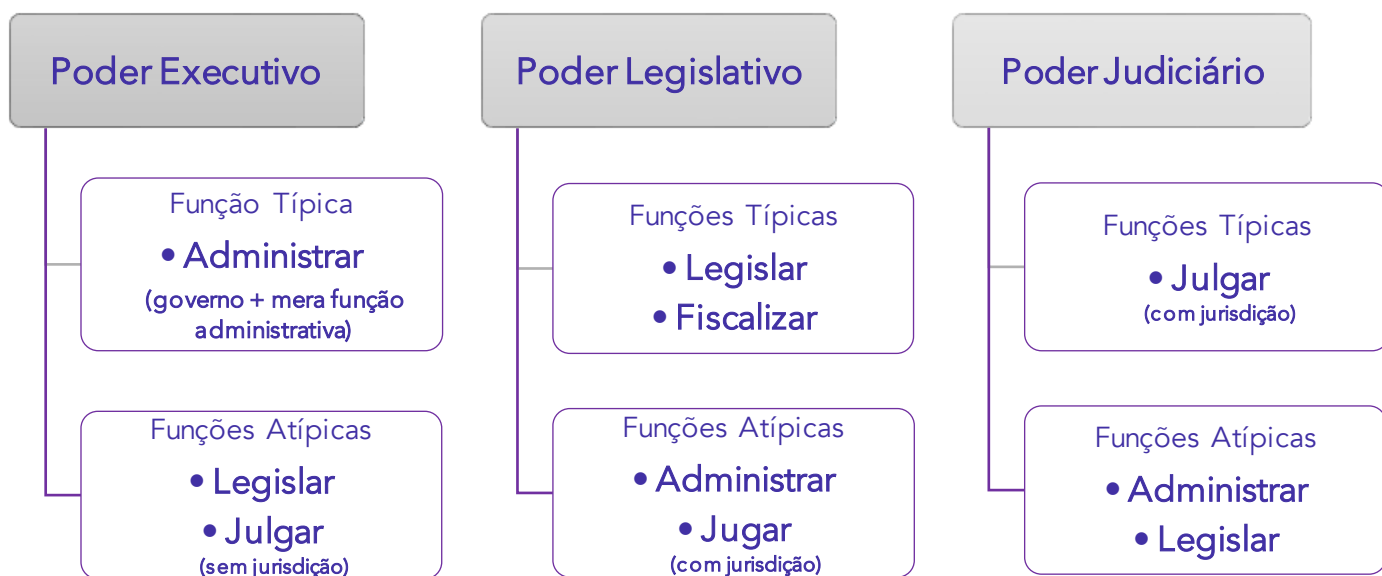 Poder Executivo
Função Típica
• Administrar
(governo + mera função
administrativa)
Funções Atípicas
• Legislar
• Julgar
(sem jurisdição)
Poder Legislativo
Funções Típicas
• Legislar
• Fiscalizar
Funções Atípicas
• Administrar
• Jugar
(com jurisdição)
Poder Judiciário
Funções Típicas
• Julgar
(com jurisdição)
Funções Atípicas
• Administrar
• Legislar